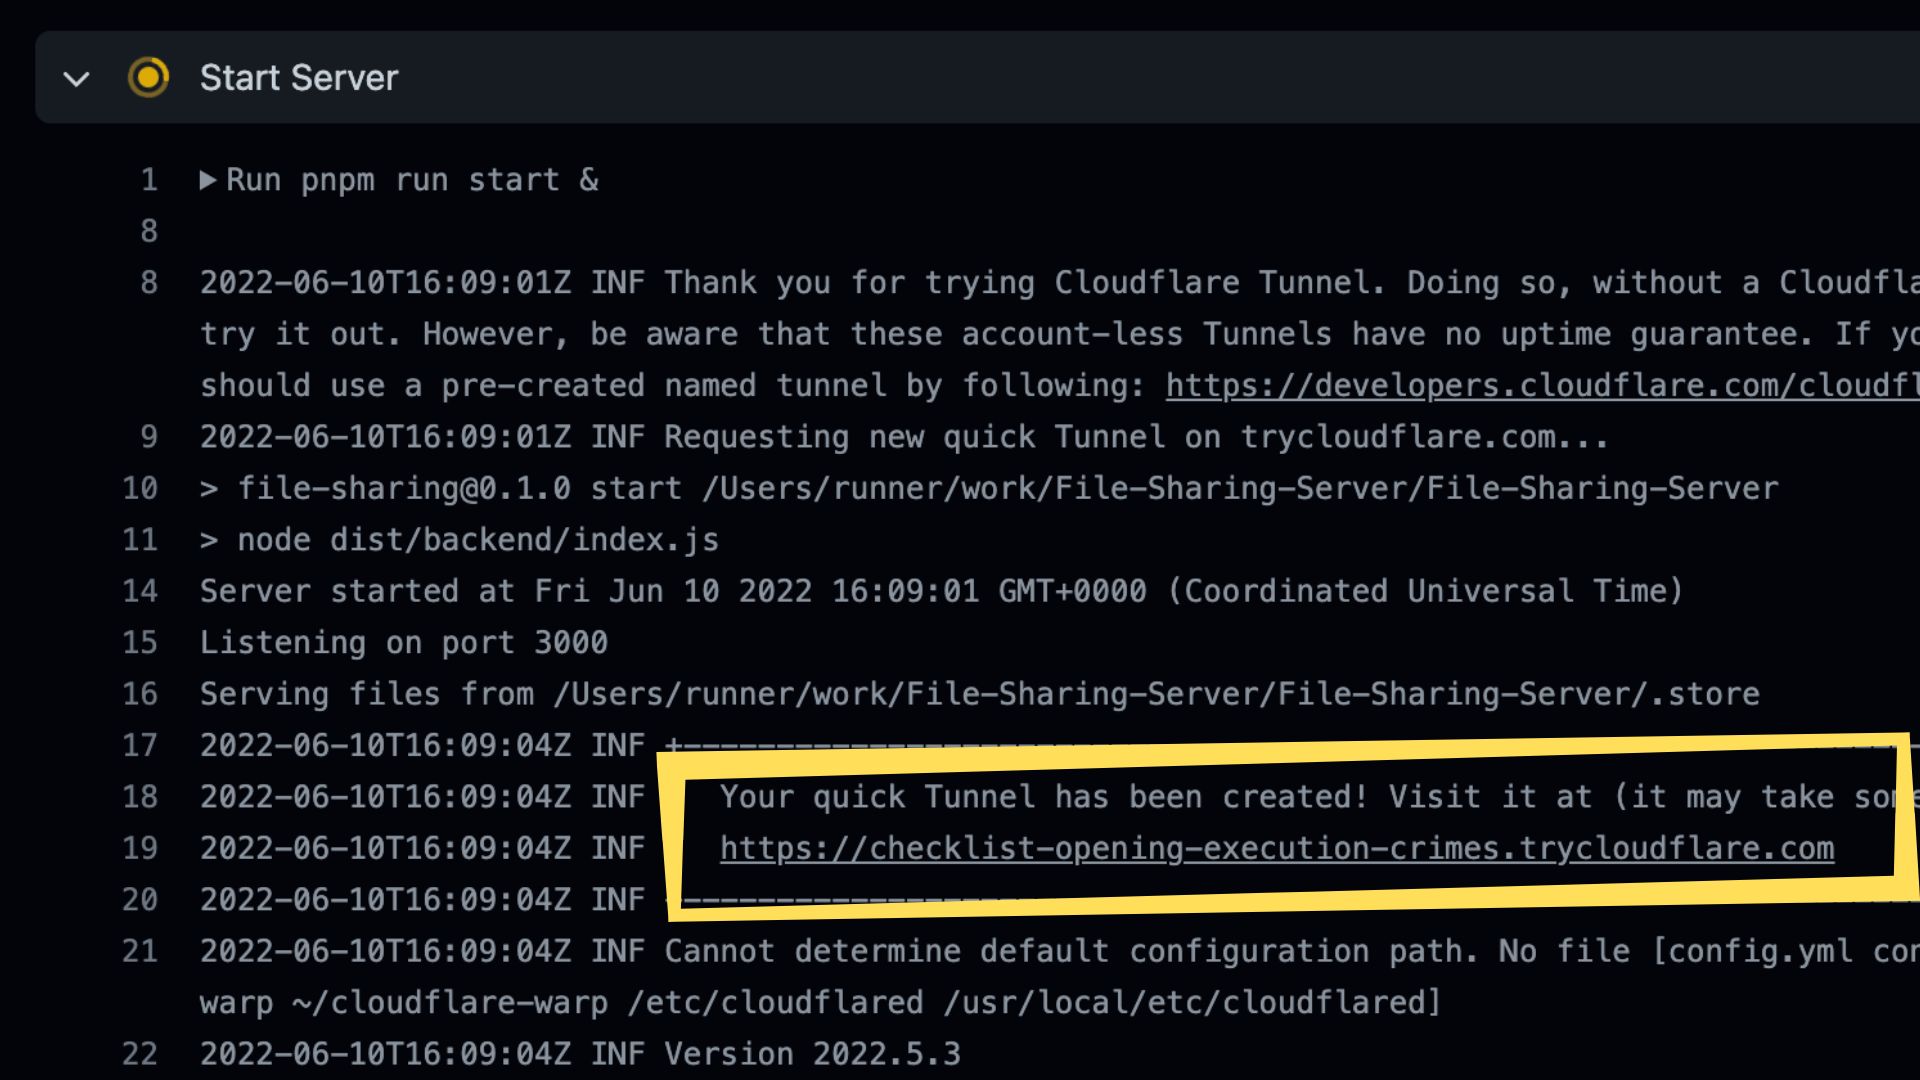 Start Server
1 Run pnpm run start &
8
8 2022-06-10T16:09:01Z INF Thank you for trying Cloudflare Tunnel. Doing so, without a
try it out. However, be aware that these account-less Tunnels have no uptime guarantee. If
should use a pre-created named tunnel by following: https://developers.cloudflare.com/
9 2022-06-10T16:09:01Z INF Requesting new quick Tunnel on trycloudflare.com...
10 > file-sharing@0.1.0 start /Users/runner/work/File-Sharing-Server/File-Sharing-Server
11 > node dist/backend/index.js
14 Server started at Fri Jun 10 2022 16:09:01 GMT+0000 (Coordinated Universal Time)
15 Listening on port 3000
16 Serving files from /Users/runner/work/File-Sharing-Server/File-Sharing-Server/.store
17 2022-06-10T16:09:04Z INF
18 2022-06-10T16:09:04Z INF Your quick Tunnel has been created! Visit it at (it may take
19 2022-06-10T16:09:04Z INF https://checklist-opening-execution-crimes.trycloudflare.com
20 2022-06-10T16:09:04Z INF
21 2022-06-10T16:09:04Z INF Cannot determine default configuration path. No file [config.yml
warp ~/cloudflare-warp /etc/cloudflared /usr/local/etc/cloudflared]
22 2022-06-10T16:09:04Z INF Version 2022.5.3